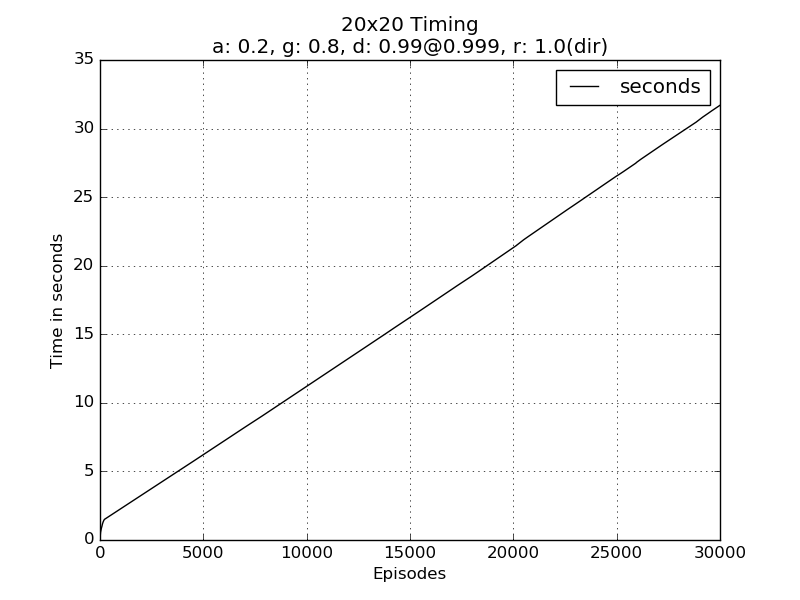 20x20 Timing
a: 0.2, g: 0.8, d: 0.99@0.999, r: 1.0(dir)
seconds
35
30
25
20
15
10
5
0
Time in seconds
0 5000 10000 15000 20000 25000 30000
Episodes